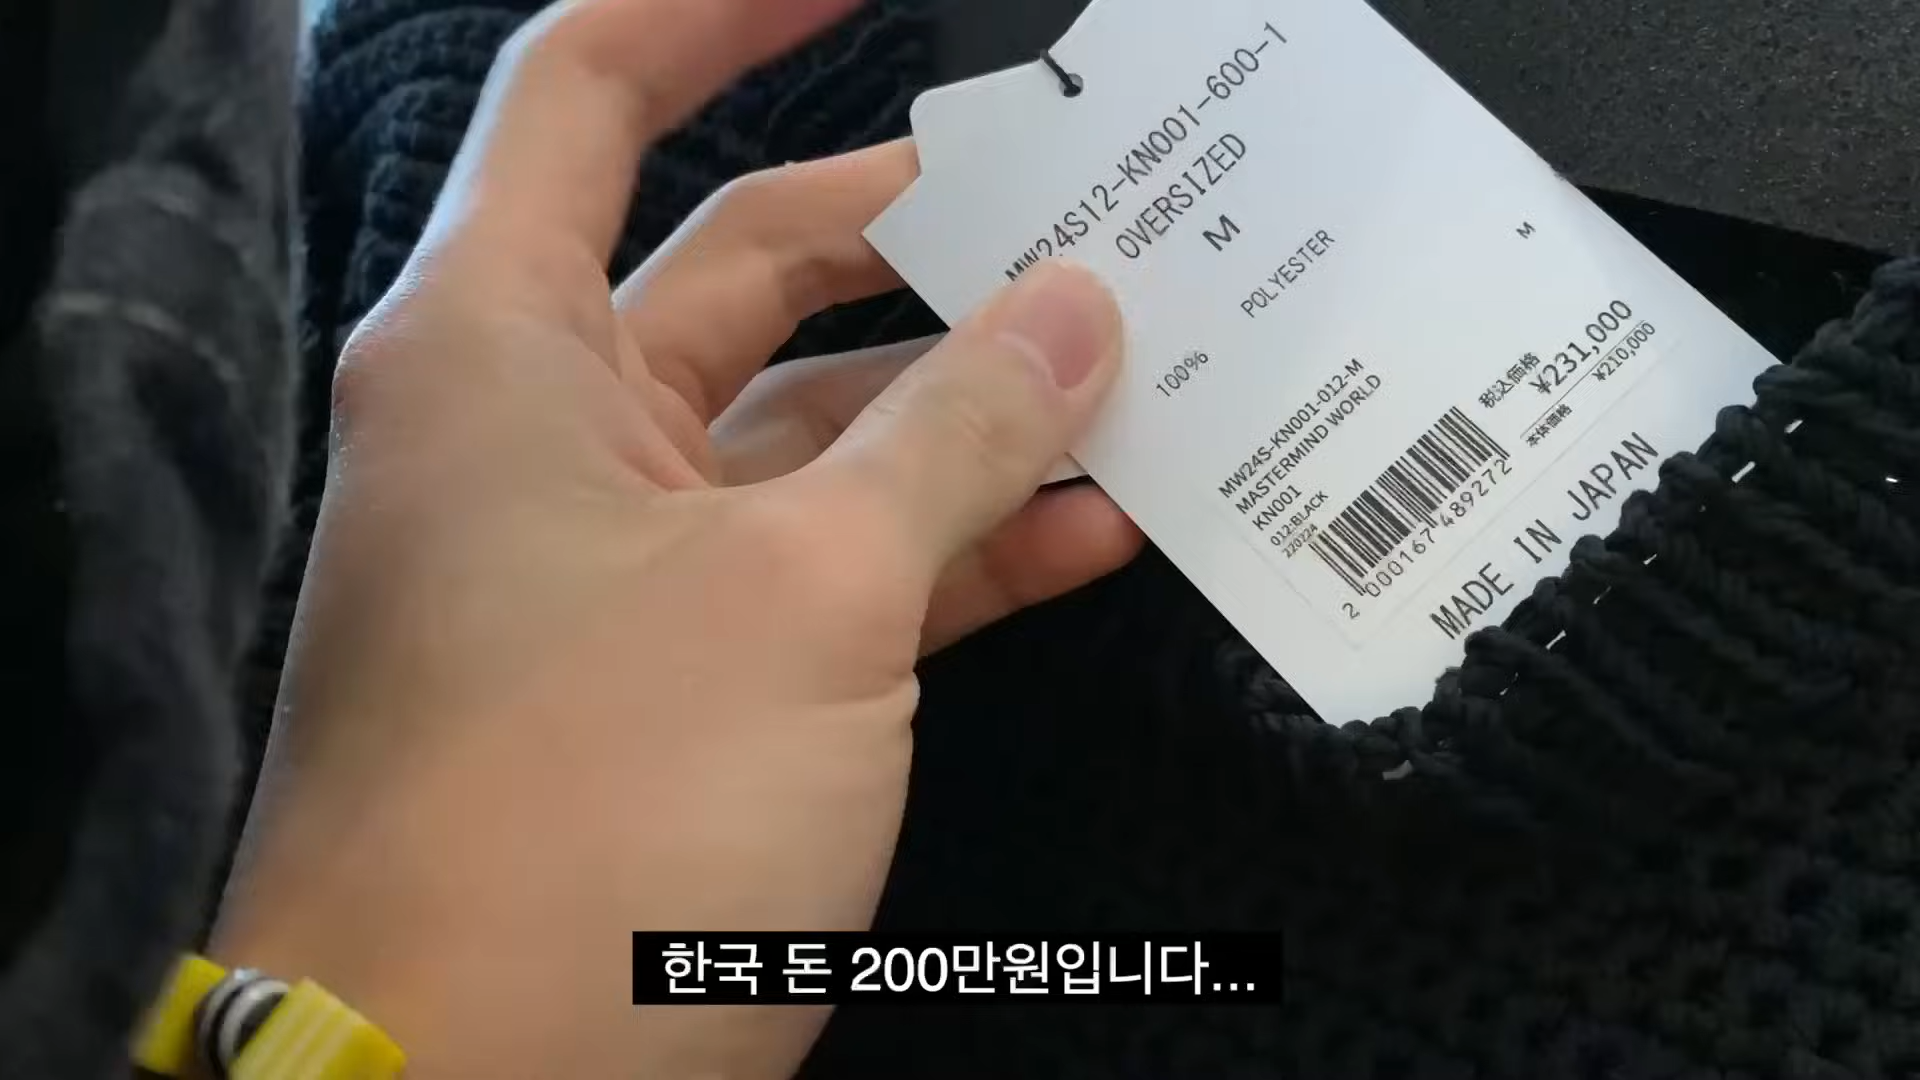 MW24S12-KN001-600-1
OVERSIZED
M
POLYESTER
100%
M
MW24S-KN001-012-M
MASTERMIND WORLD
KN001
012:BLACK
220224
税込価格
¥231,000
本体価格
¥210,000
2 000167 489272
MADE IN JAPAN
한국 돈 200만원입니다...